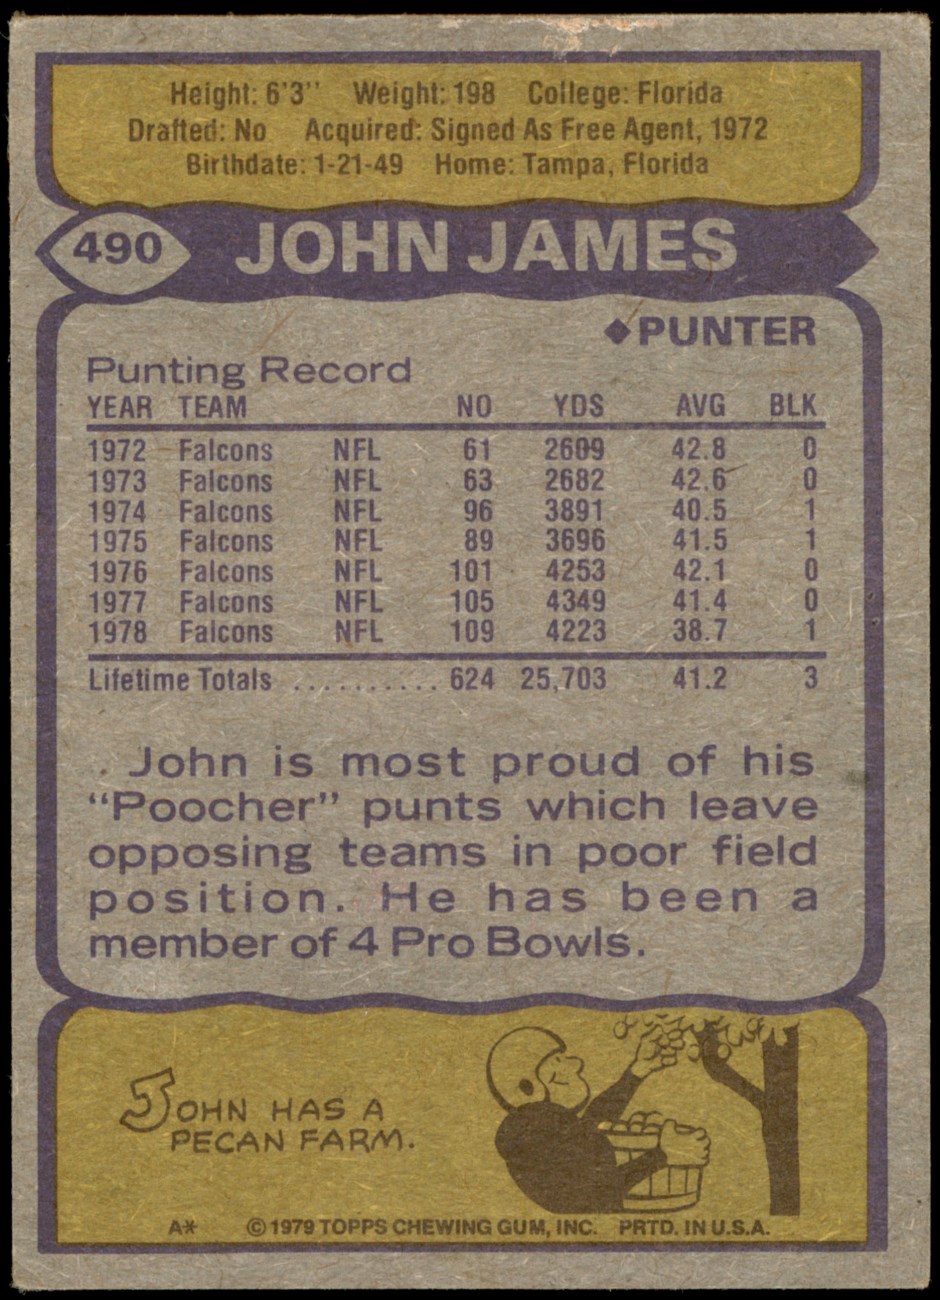 Height: 6'3'' Weight: 198 College: Florida
Drafted: No Acquired: Signed As Free Agent, 1972
Birthdate: 1-21-49 Home: Tampa, Florida
490 JOHN JAMES
◆PUNTER
Punting Record
YEAR TEAM NO YDS AVG BLK
1972 Falcons NFL 61 2609 42.8 0
1973 Falcons NFL 63 2682 42.6 0
1974 Falcons NFL 96 3891 40.5 1
1975 Falcons NFL 89 3696 41.5 1
1976 Falcons NFL 101 4253 42.1 0
1977 Falcons NFL 105 4349 41.4 0
1978 Falcons NFL 109 4223 38.7 1
Lifetime Totals .......... 624 25,703 41.2 3
John is most proud of his
“Poocher” punts which leave
opposing teams in poor field
position. He has been a
member of 4 Pro Bowls.
JOHN HAS A
PECAN FARM.
A* © 1979 TOPPS CHEWING GUM, INC. PRTD. IN U.S.A.